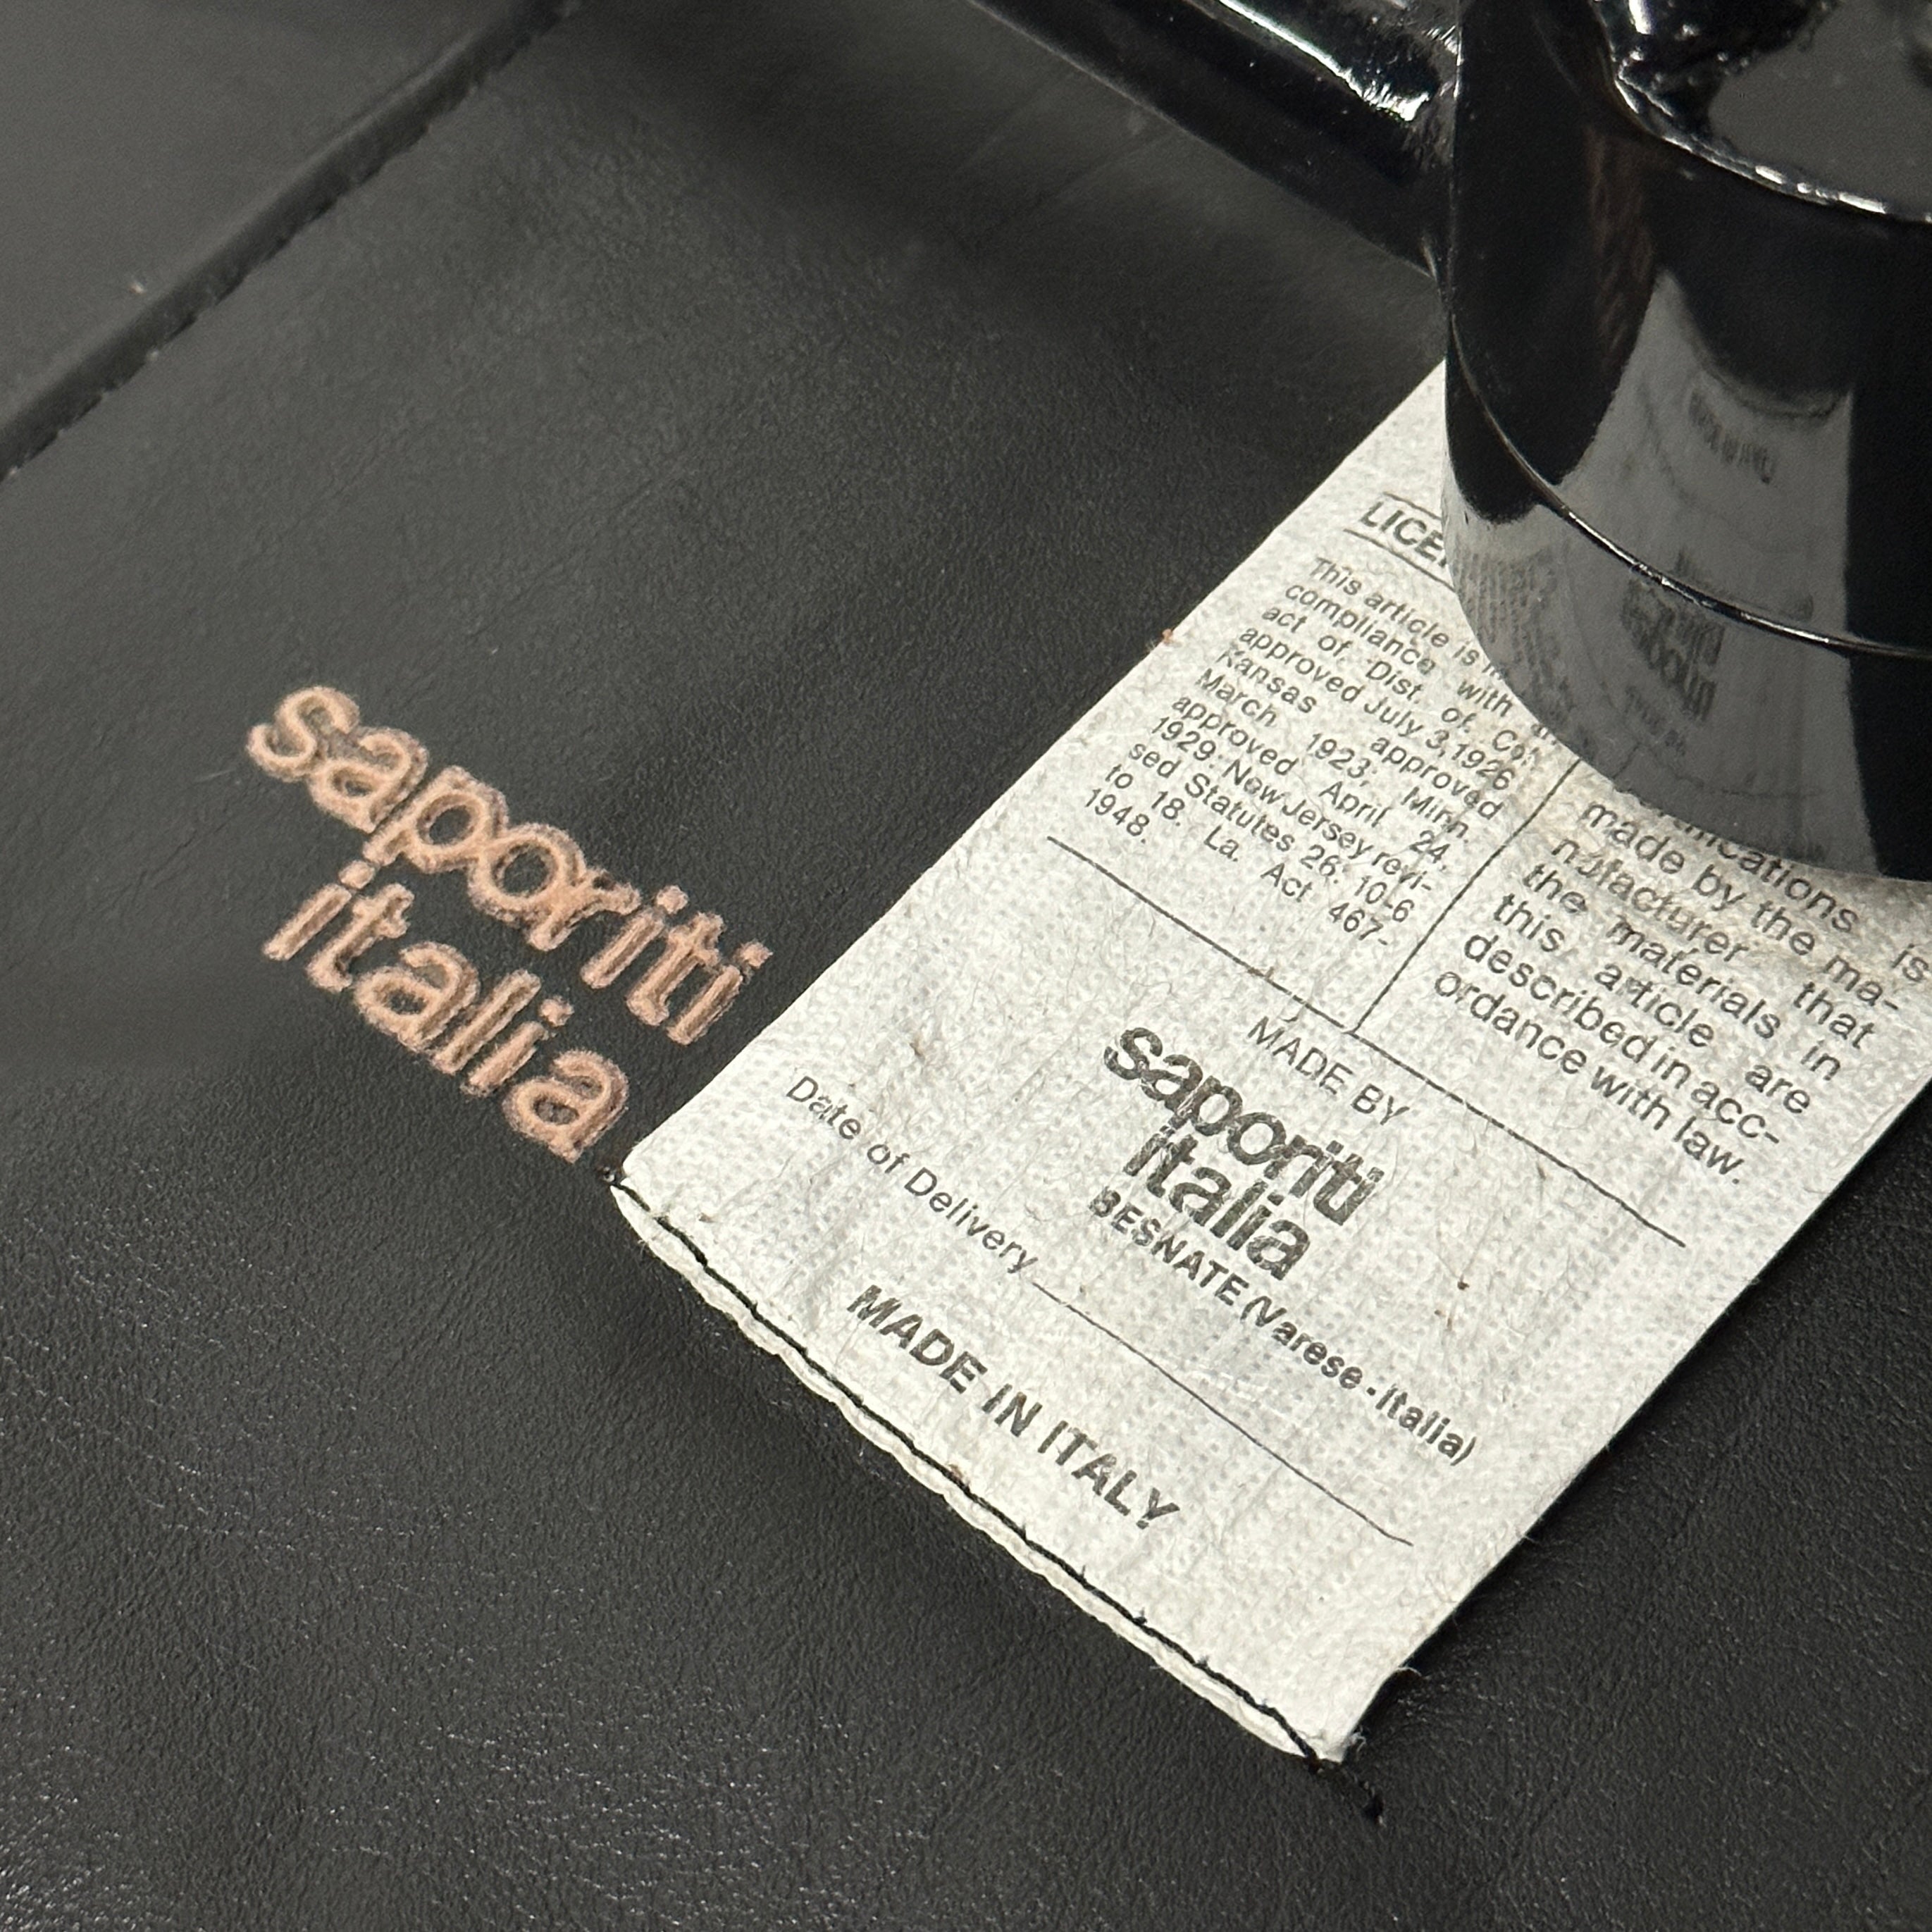 saporiti
italia
This article is
compliance with
act of. Dist. of. Col.
approved July 3,1926
Kansas approved
March 1923; Minn.
approved April 24,
1929 New Jersey revi-
sed Statutes 26: 10-6
to 18. La. Act 467-
1948.
is
made by the ma-
nufacturer that
the materials in
this article are
described in acc-
ordance with law.
MADE BY
saporiti
italia
BESNATE (Varese-Italia)
Date of Delivery
MADE IN ITALY